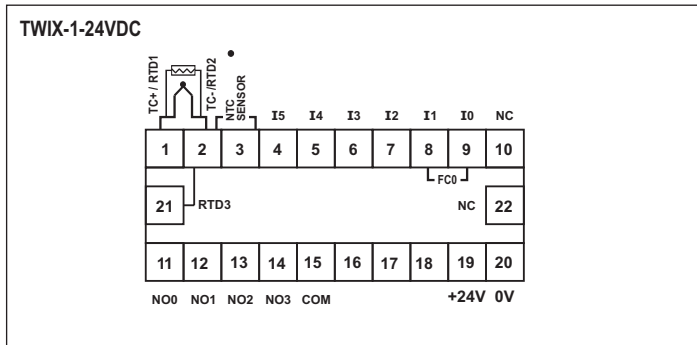 TWIX-1-24VDC
TC+ / RTD1
TC- /RTD2
NTC
SENSOR
I5 I4 I3 I2 I1 I0 NC
1 2 3 4 5 6 7 8 9 10
FC0
21 RTD3 NC 22
11 12 13 14 15 16 17 18 19 20
NO0 NO1 NO2 NO3 COM +24V 0V